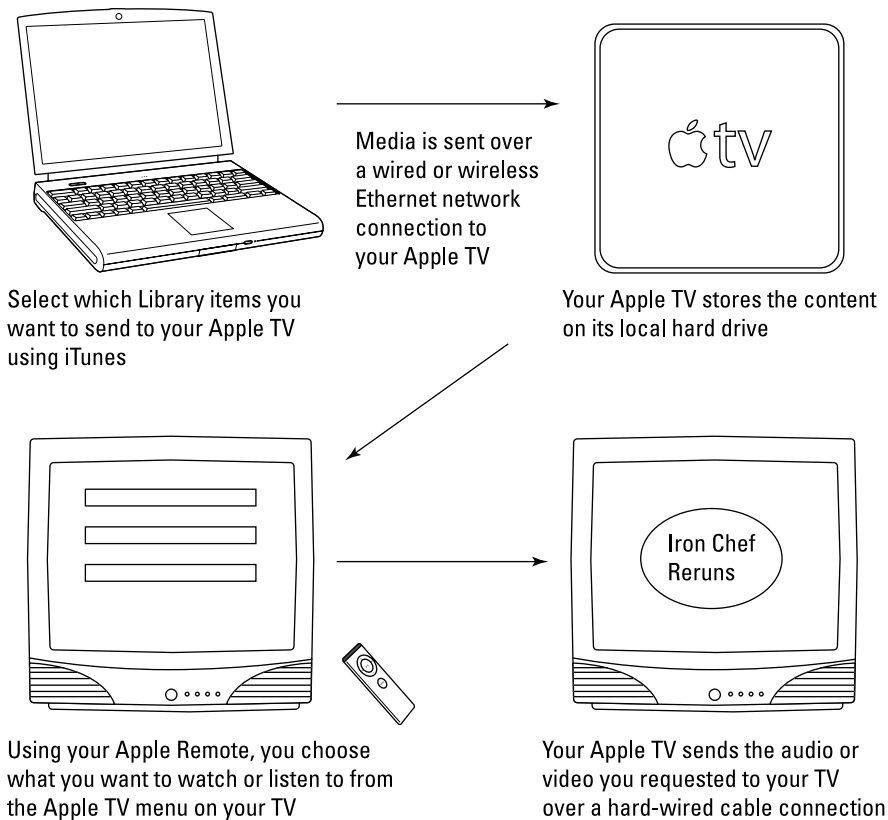 Media is sent over
a wired or wireless
Ethernet network
connection to
your Apple TV
tv
Select which Library items you
want to send to your Apple TV
using iTunes
Your Apple TV stores the content
on its local hard drive
Iron Chef
Reruns
Using your Apple Remote, you choose
what you want to watch or listen to from
the Apple TV menu on your TV
Your Apple TV sends the audio or
video you requested to your TV
over a hard-wired cable connection